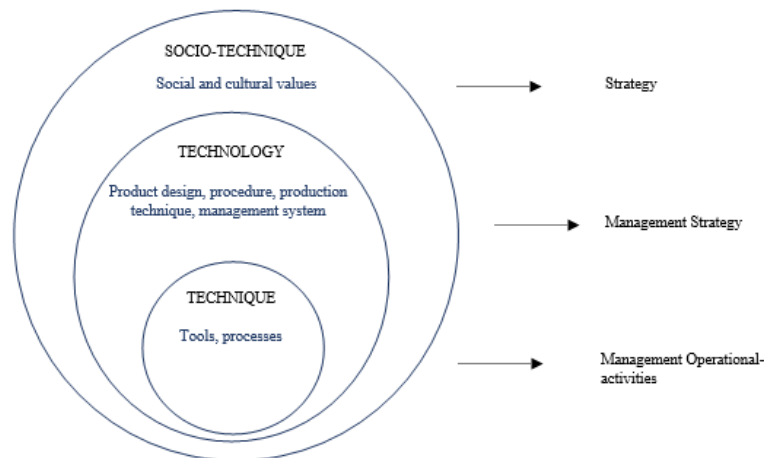 SOCIO-TECHNIQUE
Social and cultural values
Strategy
TECHNOLOGY
Product design, procedure, production
technique, management system
Management Strategy
TECHNIQUE
Tools, processes
Management Operational-
activities